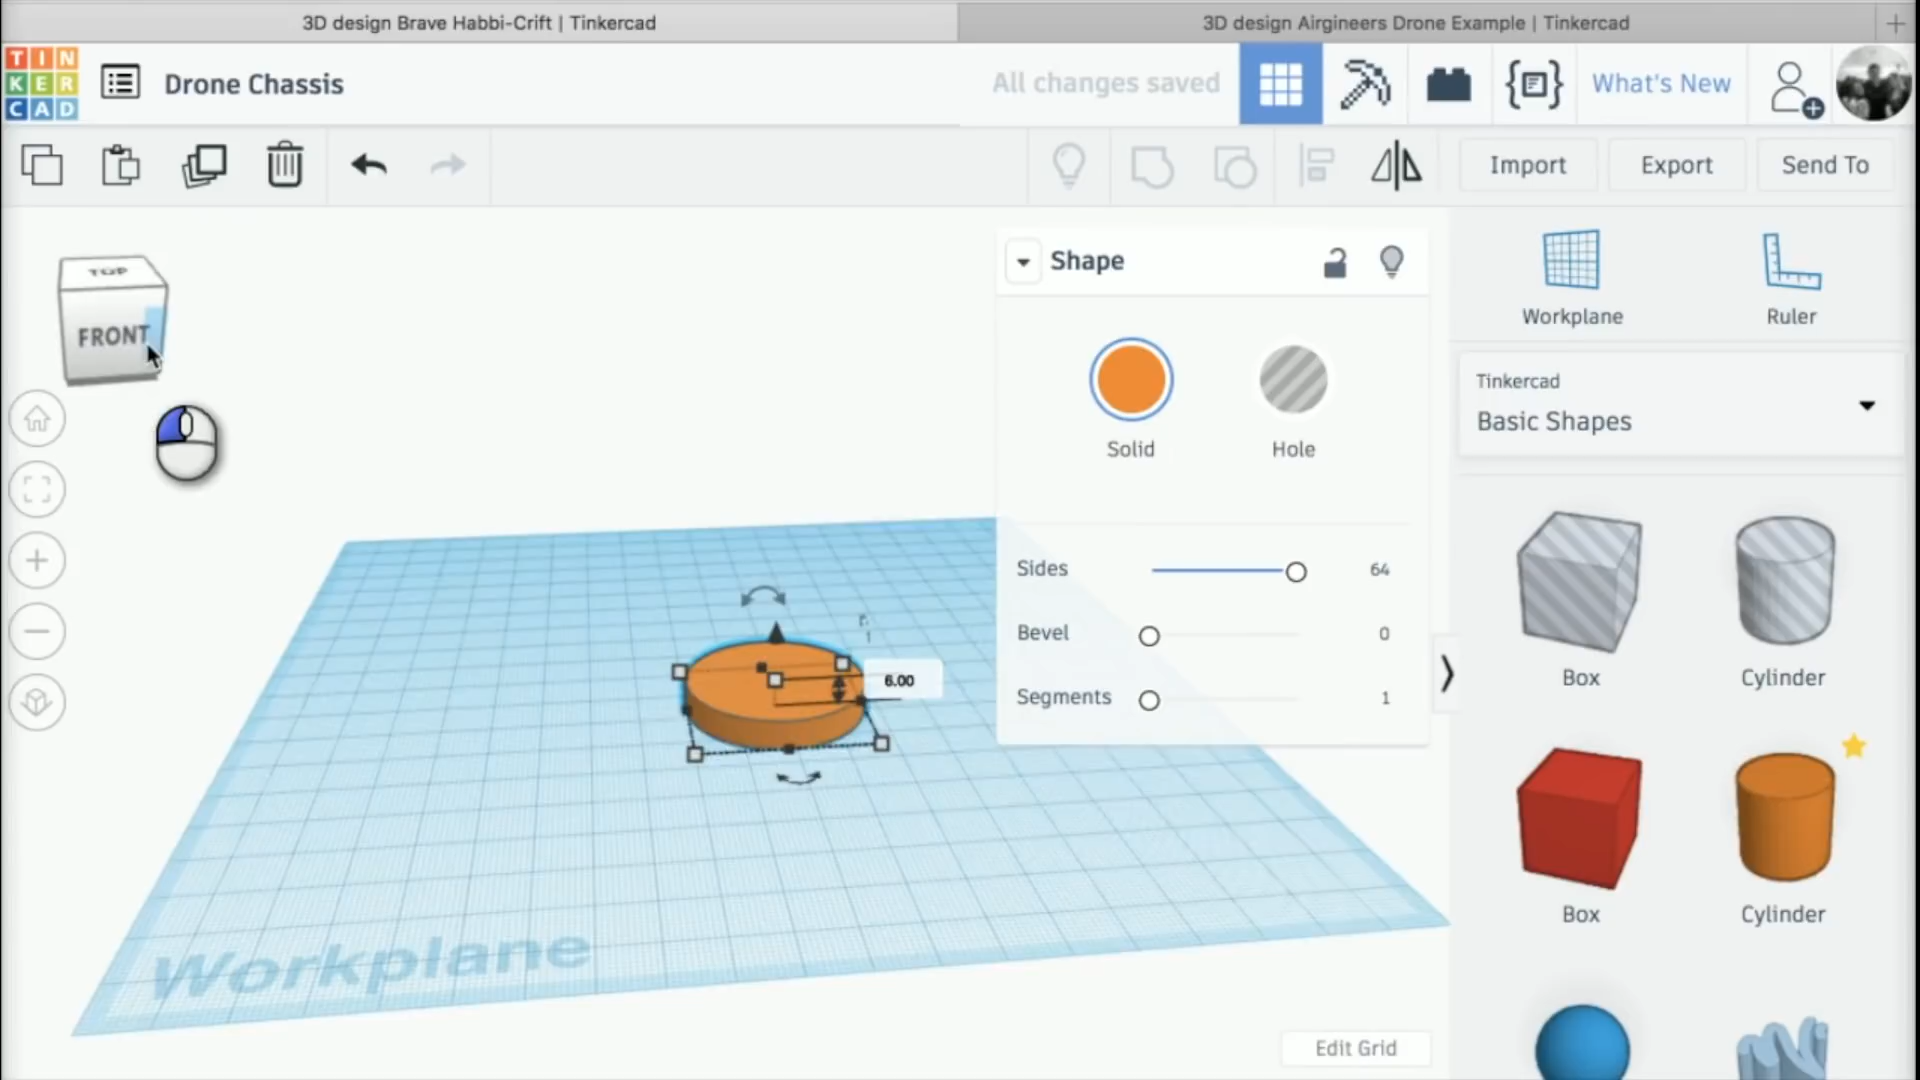 3D design Brave Habbi-Crift | Tinkercad
3D design Airgineers Drone Example | Tinkercad
TIN
KER
CAD
Drone Chassis
All changes saved
What's New
Import
Export
Send To
TOP
FRONT
Shape
Solid
Hole
Sides
64
Bevel
0
Segments
1
6.00
Workplane
Edit Grid
Workplane
Ruler
Tinkercad
Basic Shapes
Box
Cylinder
Box
Cylinder